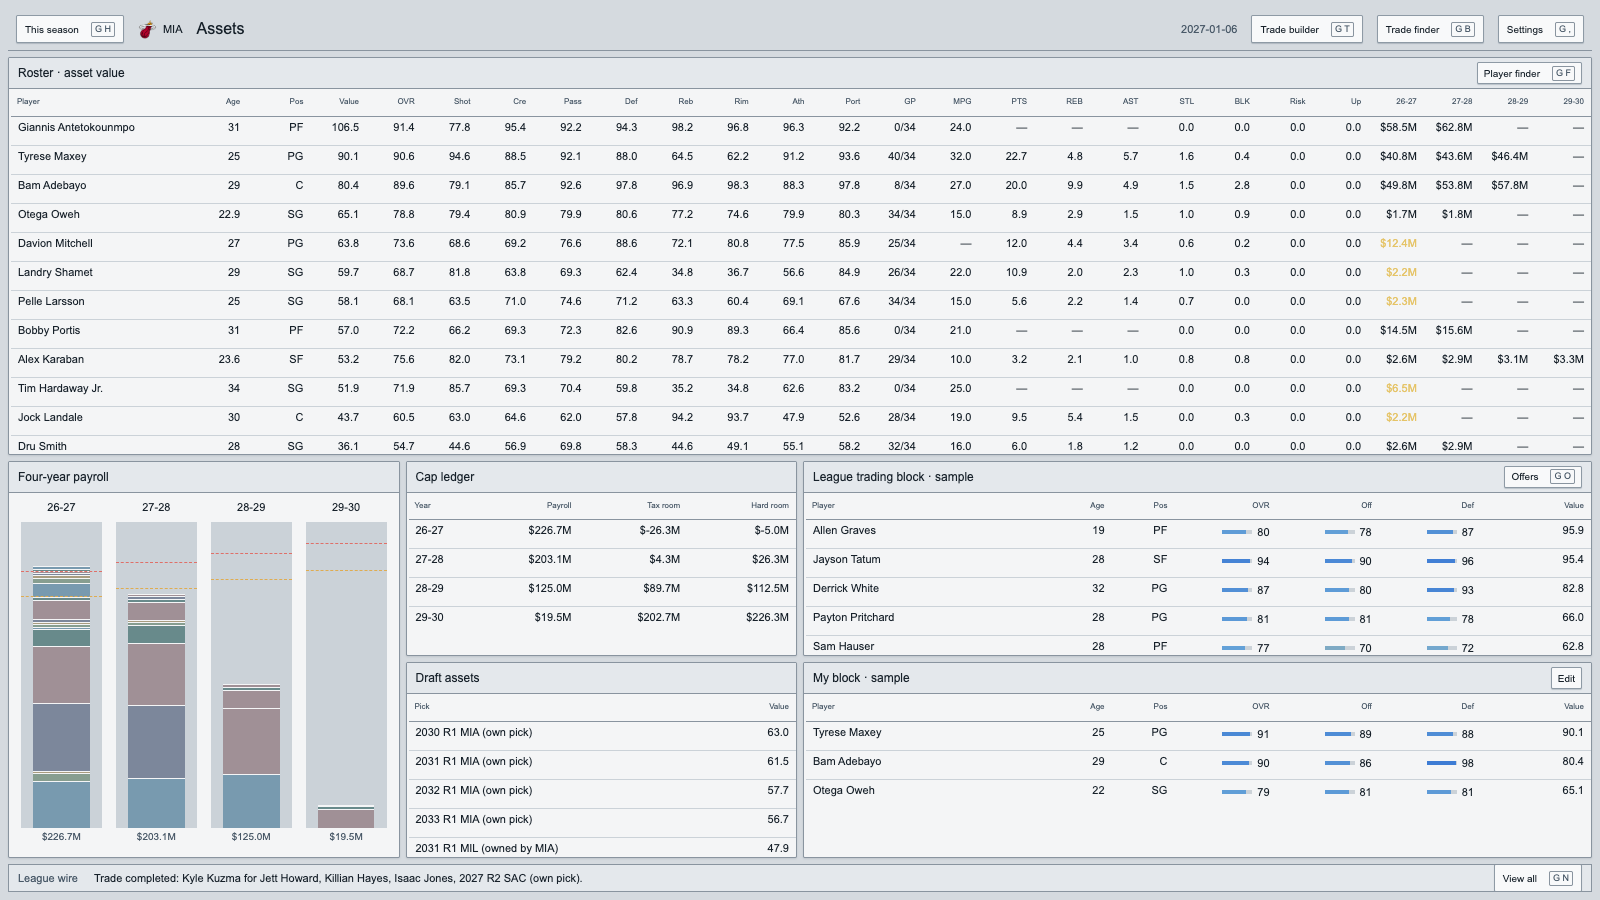 This season G H MIA Assets 2027-01-06 Trade builder G T Trade finder G B Settings G ,
Roster · asset value Player finder G F
Player Age Pos Value OVR Shot Cre Pass Def Reb Rim Ath Port GP MPG PTS REB AST STL BLK Risk Up 26-27 27-28 28-29 29-30
Giannis Antetokounmpo 31 PF 106.5 91.4 77.8 95.4 92.2 94.3 98.2 96.8 96.3 92.2 0/34 24.0 — — — 0.0 0.0 0.0 0.0 $58.5M $62.8M — —
Tyrese Maxey 25 PG 90.1 90.6 94.6 88.5 92.1 88.0 64.5 62.2 91.2 93.6 40/34 32.0 22.7 4.8 5.7 1.6 0.4 0.0 0.0 $40.8M $43.6M $46.4M —
Bam Adebayo 29 C 80.4 89.6 79.1 85.7 92.6 97.8 96.9 98.3 88.3 97.8 8/34 27.0 20.0 9.9 4.9 1.5 2.8 0.0 0.0 $49.8M $53.8M $57.8M —
Otega Oweh 22.9 SG 65.1 78.8 79.4 80.9 79.9 80.6 77.2 74.6 79.9 80.3 34/34 15.0 8.9 2.9 1.5 1.0 0.9 0.0 0.0 $1.7M $1.8M — —
Davion Mitchell 27 PG 63.8 73.6 68.6 69.2 76.6 88.6 72.1 80.8 77.5 85.9 25/34 — 12.0 4.4 3.4 0.6 0.2 0.0 0.0 $12.4M — — —
Landry Shamet 29 SG 59.7 68.7 81.8 63.8 69.3 62.4 34.8 36.7 56.6 84.9 26/34 22.0 10.9 2.0 2.3 1.0 0.3 0.0 0.0 $2.2M — — —
Pelle Larsson 25 SG 58.1 68.1 63.5 71.0 74.6 71.2 63.3 60.4 69.1 67.6 34/34 15.0 5.6 2.2 1.4 0.7 0.0 0.0 0.0 $2.3M — — —
Bobby Portis 31 PF 57.0 72.2 66.2 69.3 72.3 82.6 90.9 89.3 66.4 85.6 0/34 21.0 — — — 0.0 0.0 0.0 0.0 $14.5M $15.6M — —
Alex Karaban 23.6 SF 53.2 75.6 82.0 73.1 79.2 80.2 78.7 78.2 77.0 81.7 29/34 10.0 3.2 2.1 1.0 0.8 0.8 0.0 0.0 $2.6M $2.9M $3.1M $3.3M
Tim Hardaway Jr. 34 SG 51.9 71.9 85.7 69.3 70.4 59.8 35.2 34.8 62.6 83.2 0/34 25.0 — — — 0.0 0.0 0.0 0.0 $6.5M — — —
Jock Landale 30 C 43.7 60.5 63.0 64.6 62.0 57.8 94.2 93.7 47.9 52.6 28/34 19.0 9.5 5.4 1.5 0.0 0.3 0.0 0.0 $2.2M — — —
Dru Smith 28 SG 36.1 54.7 44.6 56.9 69.8 58.3 44.6 49.1 55.1 58.2 32/34 16.0 6.0 1.8 1.2 0.0 0.0 0.0 0.0 $2.6M $2.9M — —
Four-year payroll
26-27 27-28 28-29 29-30
$226.7M $203.1M $125.0M $19.5M
Cap ledger
Year Payroll Tax room Hard room
26-27 $226.7M $-26.3M $-5.0M
27-28 $203.1M $4.3M $26.3M
28-29 $125.0M $89.7M $112.5M
29-30 $19.5M $202.7M $226.3M
Draft assets
Pick Value
2030 R1 MIA (own pick) 63.0
2031 R1 MIA (own pick) 61.5
2032 R1 MIA (own pick) 57.7
2033 R1 MIA (own pick) 56.7
2031 R1 MIL (owned by MIA) 47.9
League trading block · sample Offers G O
Player Age Pos OVR Off Def Value
Allen Graves 19 PF 80 78 87 95.9
Jayson Tatum 28 SF 94 90 96 95.4
Derrick White 32 PG 87 80 93 82.8
Payton Pritchard 28 PG 81 81 78 66.0
Sam Hauser 28 PF 77 70 72 62.8
My block · sample Edit
Player Age Pos OVR Off Def Value
Tyrese Maxey 25 PG 91 89 88 90.1
Bam Adebayo 29 C 90 86 98 80.4
Otega Oweh 22 SG 79 81 81 65.1
League wire Trade completed: Kyle Kuzma for Jett Howard, Killian Hayes, Isaac Jones, 2027 R2 SAC (own pick). View all G N